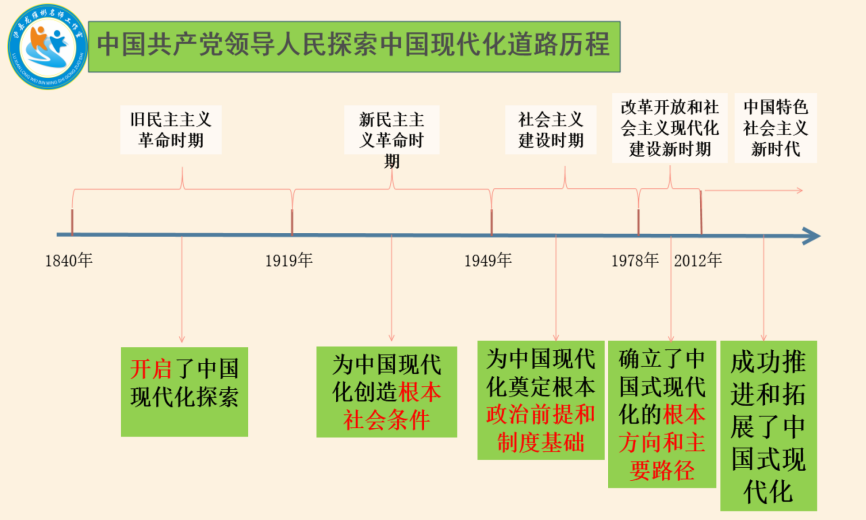 中国共产党领导人民探索中国现代化道路历程
旧民主主义
革命时期
新民主主
义革命时
期
社会主义
建设时期
改革开放和社
会主义现代化
建设新时期
中国特色
社会主义
新时代
1840年
1919年
1949年
1978年
2012年
开启了中国
现代化探索
为中国现代
化创造根本
社会条件
为中国现代
化奠定根本
政治前提和
制度基础
确立了中
国式现代
化的根本
方向和主
要路径
成功推
进和拓
展了中
国式现
代化